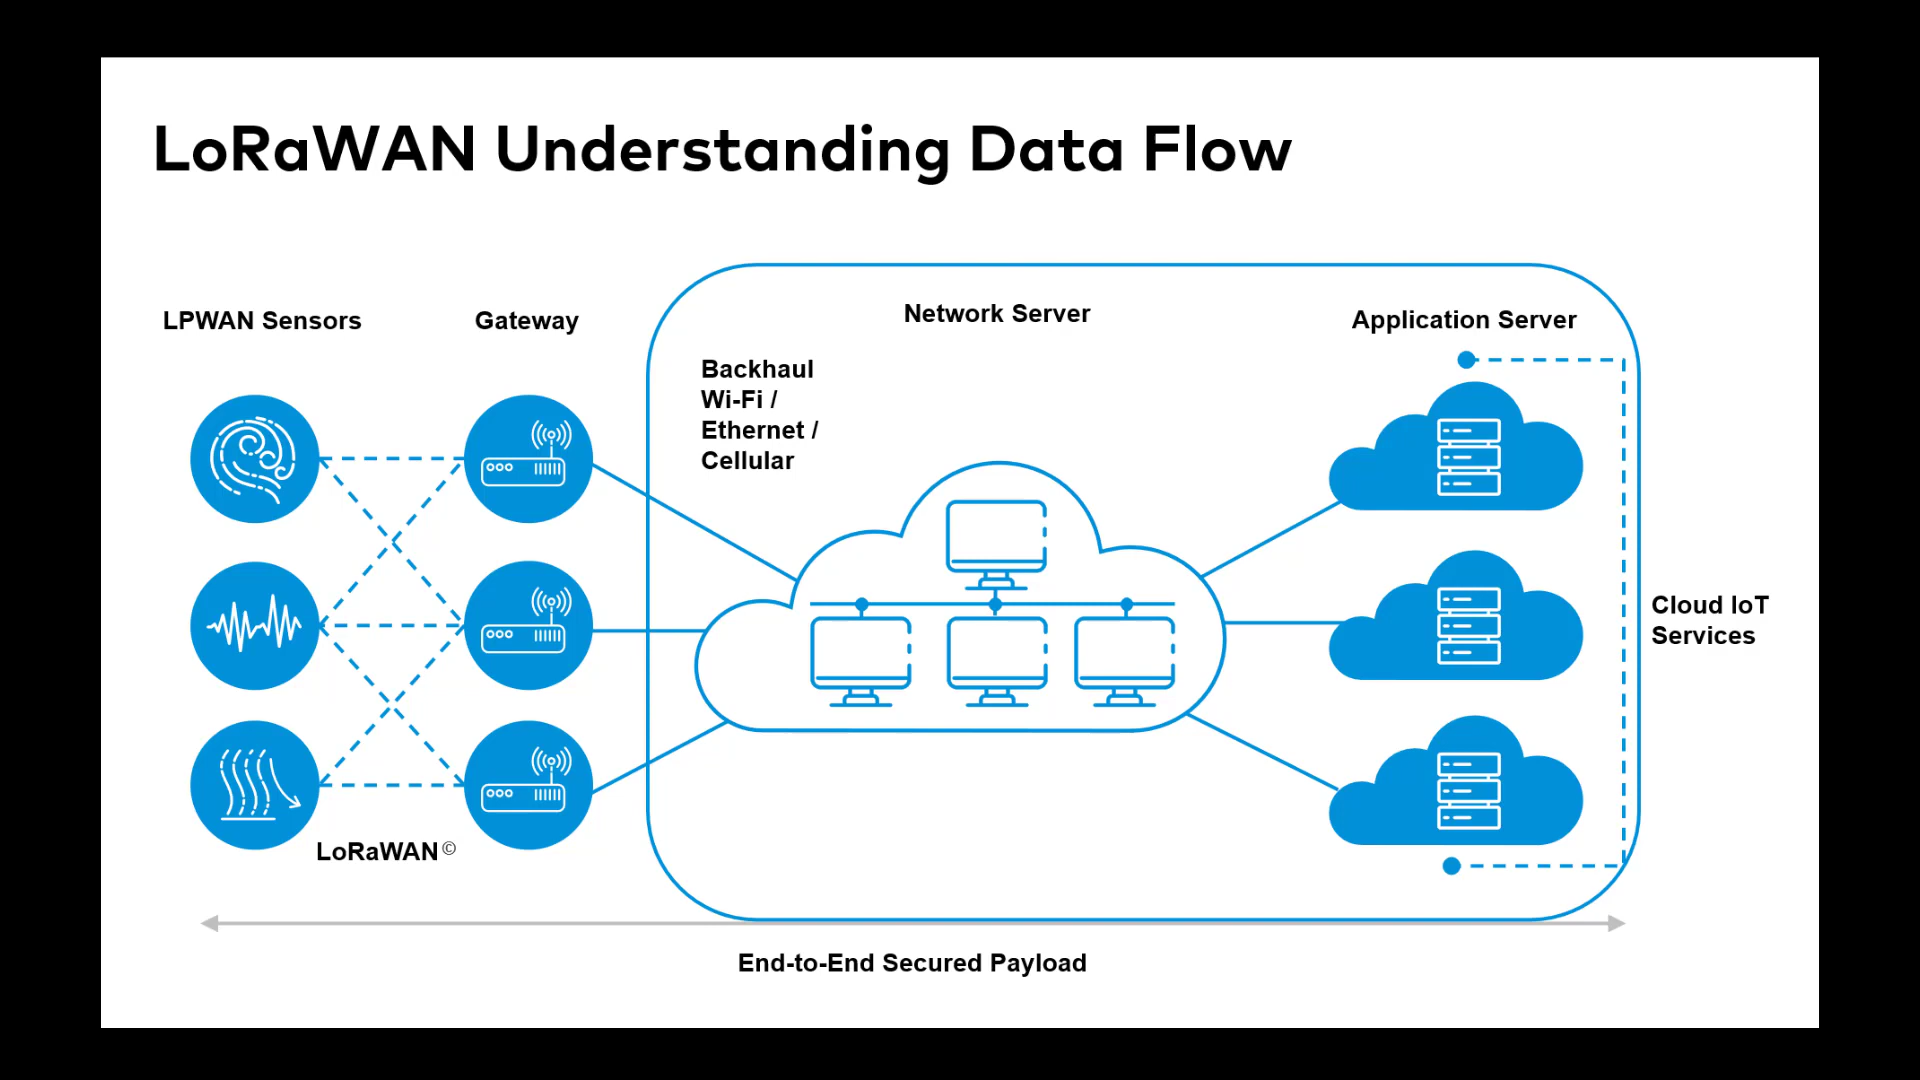 LoRaWAN Understanding Data Flow
LPWAN Sensors
Gateway
Network Server
Application Server
Backhaul
Wi-Fi /
Ethernet /
Cellular
Cloud IoT
Services
LoRaWAN©
End-to-End Secured Payload